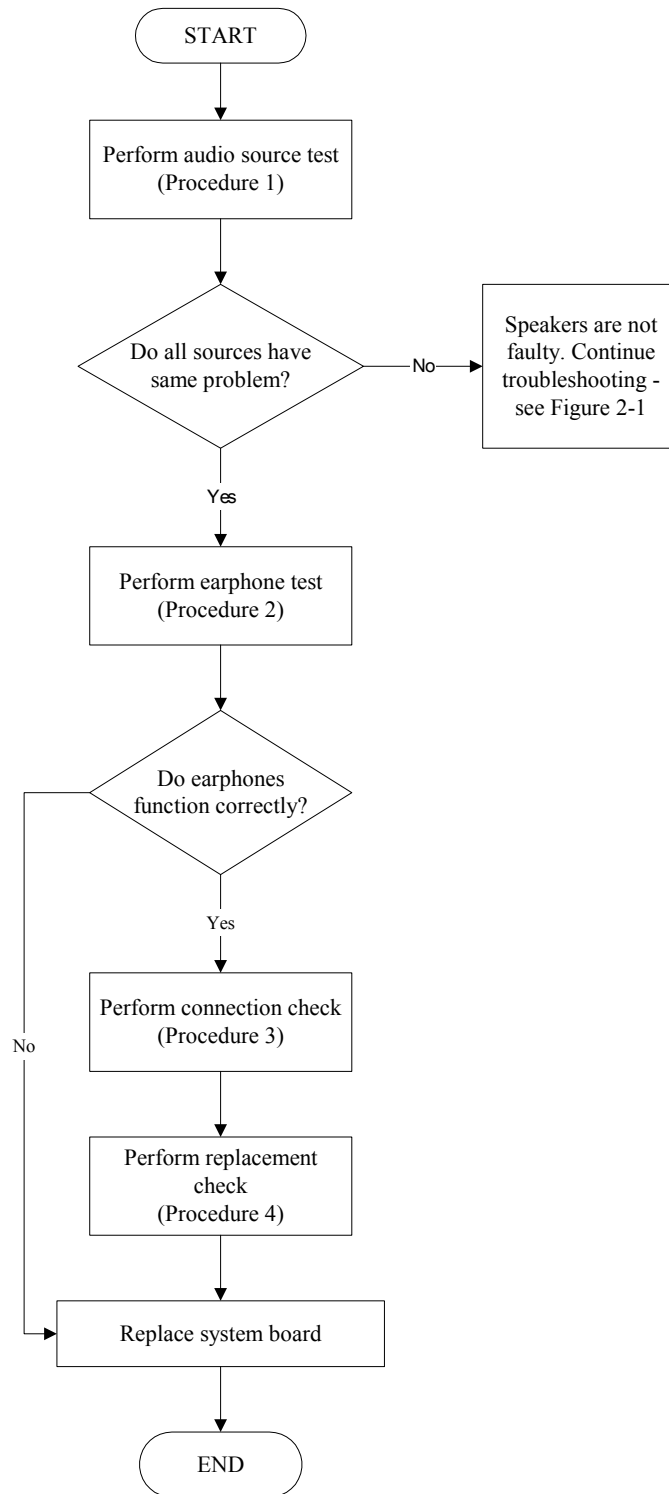 START
Perform audio source test
(Procedure 1)
Do all sources have
same problem?
No
Speakers are not
faulty. Continue
troubleshooting -
see Figure 2-1
Yes
Perform earphone test
(Procedure 2)
Do earphones
function correctly?
Yes
Perform connection check
(Procedure 3)
No
Perform replacement
check
(Procedure 4)
Replace system board
END